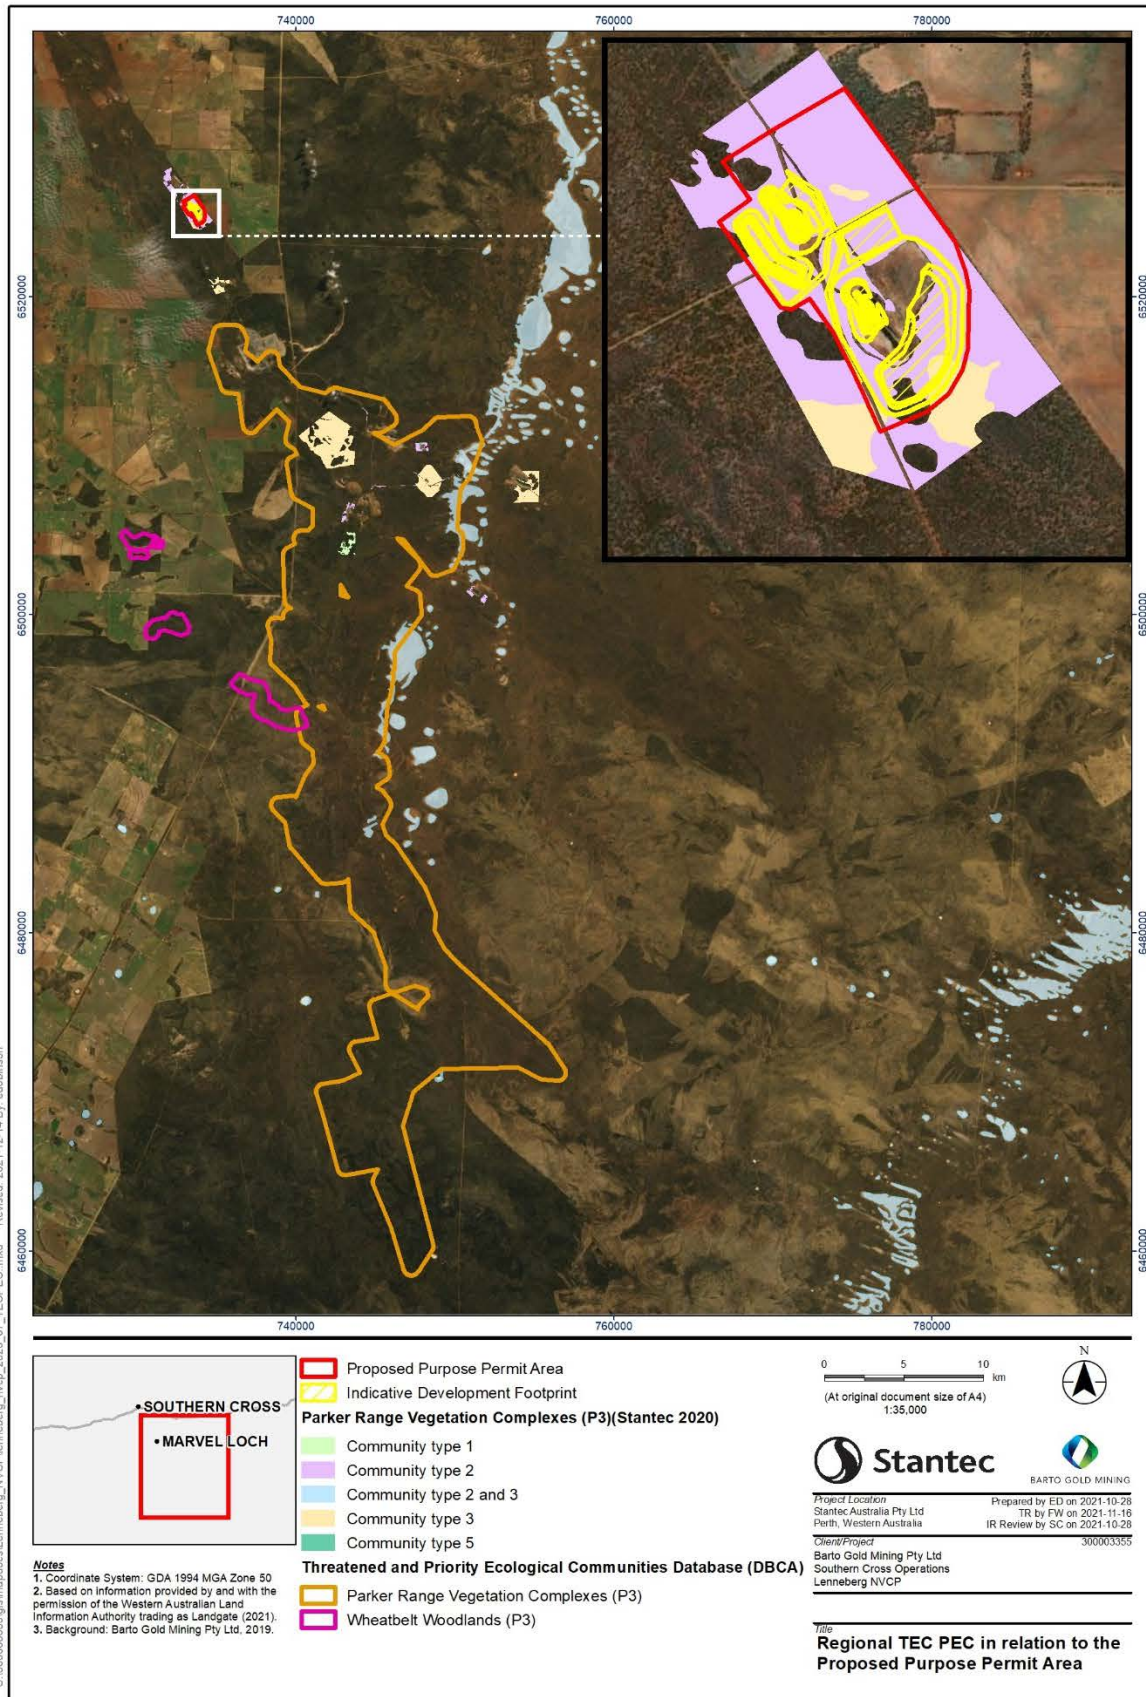 740000
760000
780000
6520000
6520000
6500000
6500000
6480000
6480000
6460000
6460000
740000
760000
780000
SOUTHERN CROSS
MARVEL LOCH
Notes
1. Coordinate System: GDA 1994 MGA Zone 50
2. Based on information provided by and with the
permission of the Western Australian Land
Information Authority trading as Landgate (2021).
3. Background: Barto Gold Mining Pty Ltd, 2019.
Proposed Purpose Permit Area
Indicative Development Footprint
Parker Range Vegetation Complexes (P3)(Stantec 2020)
Community type 1
Community type 2
Community type 2 and 3
Community type 3
Community type 5
Threatened and Priority Ecological Communities Database (DBCA)
Parker Range Vegetation Complexes (P3)
Wheatbelt Woodlands (P3)
0 5 10
km
(At original document size of A4)
1:35,000
N
Stantec
BARTO GOLD MINING
Project Location
Stantec Australia Pty Ltd
Perth, Western Australia
Prepared by ED on 2021-10-28
TR by FW on 2021-11-16
IR Review by SC on 2021-10-28
Client/Project
300003355
Barto Gold Mining Pty Ltd
Southern Cross Operations
Lenneberg NVCP
Title
Regional TEC PEC in relation to the
Proposed Purpose Permit Area